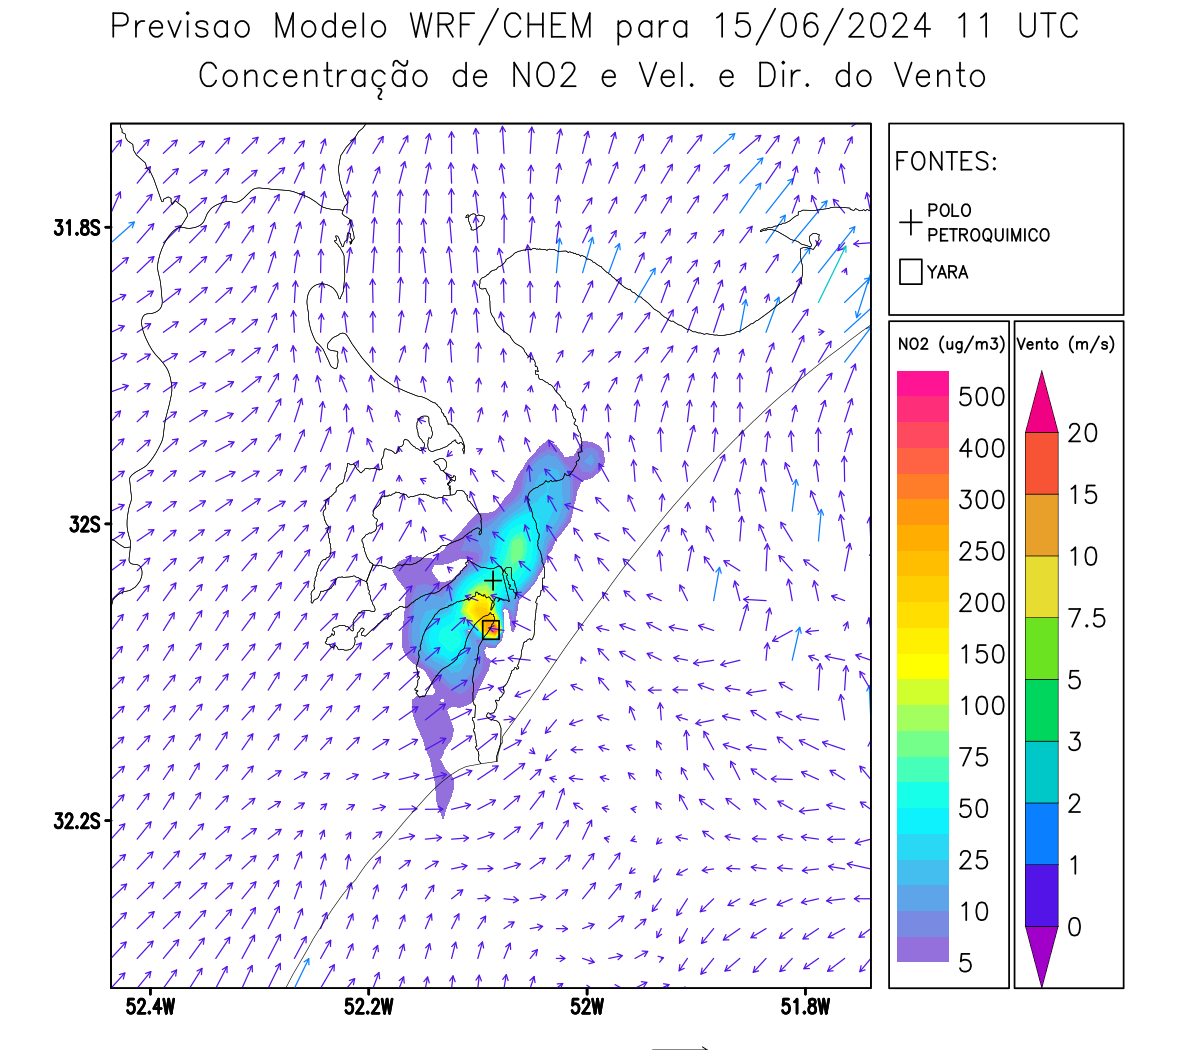 Previsao Modelo WRF/CHEM para 15/06/2024 11 UTC
Concentração de NO2 e Vel. e Dir. do Vento
FONTES:
POLO
PETROQUIMICO
YARA
NO2 (ug/m3)
500
400
300
250
200
150
100
75
50
25
10
5
Vento (m/s)
20
15
10
7.5
5
3
2
1
0
31.8S
32S
32.2S
52.4W
52.2W
52W
51.8W